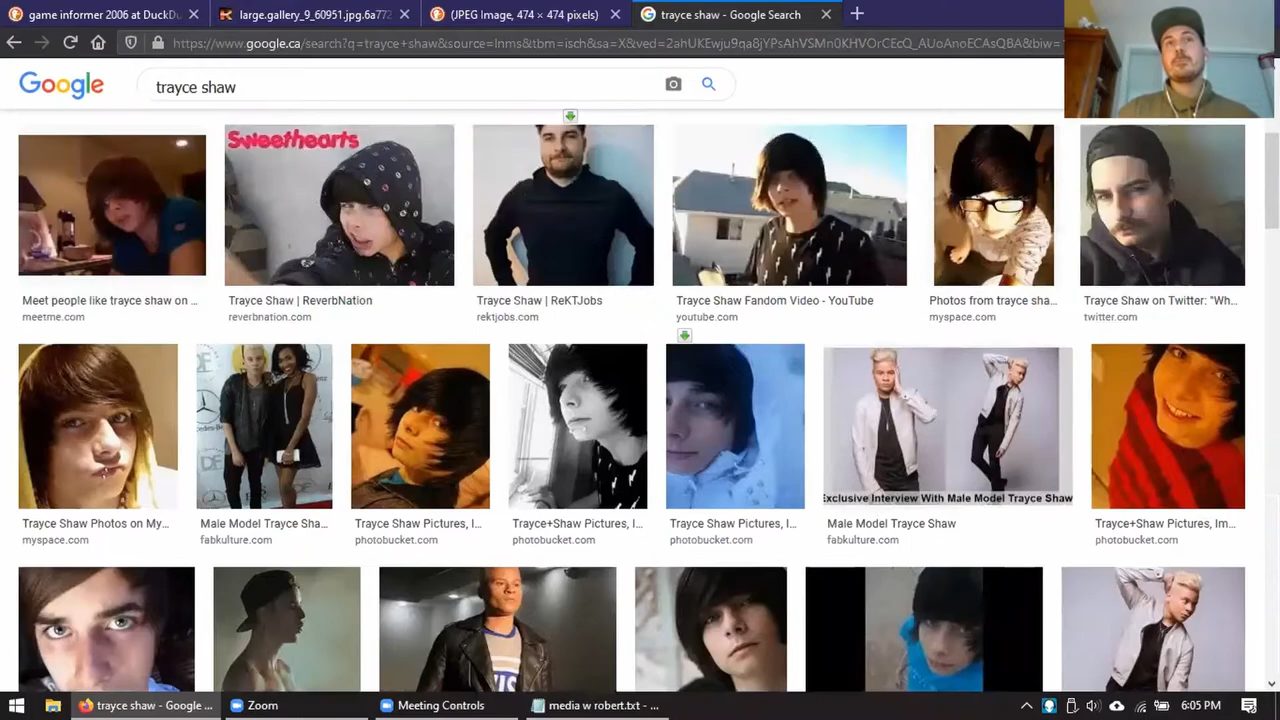 game informer 2006 at DuckDu
large.gallery_9_60951.jpg.6a772
(JPEG Image, 474 × 474 pixels)
trayce shaw - Google Search
https://www.google.ca/search?q=trayce+shaw&source=lnms&tbm=isch&sa=X&ved=2ahUKEwju9qa8jYPsAhVSMn0KHVOrCEcQ_AUoAnoECAsQBA&biw=
Google
trayce shaw
Sweethearts
Meet people like trayce shaw on ...
meetme.com
Trayce Shaw | ReverbNation
reverbnation.com
Trayce Shaw | ReKTJobs
rektjobs.com
Trayce Shaw Fandom Video - YouTube
youtube.com
Photos from trayce sha...
myspace.com
Trayce Shaw on Twitter: "Wh...
twitter.com
Exclusive Interview With Male Model Trayce Shaw
Trayce Shaw Photos on My...
myspace.com
Male Model Trayce Sha...
fabkulture.com
Trayce Shaw Pictures, I...
photobucket.com
Trayce+Shaw Pictures, I...
photobucket.com
Trayce Shaw Pictures, I...
photobucket.com
Male Model Trayce Shaw
fabkulture.com
Trayce+Shaw Pictures, Im...
photobucket.com
trayce shaw - Google ...
Zoom
Meeting Controls
media w robert.txt - ...
6:05 PM